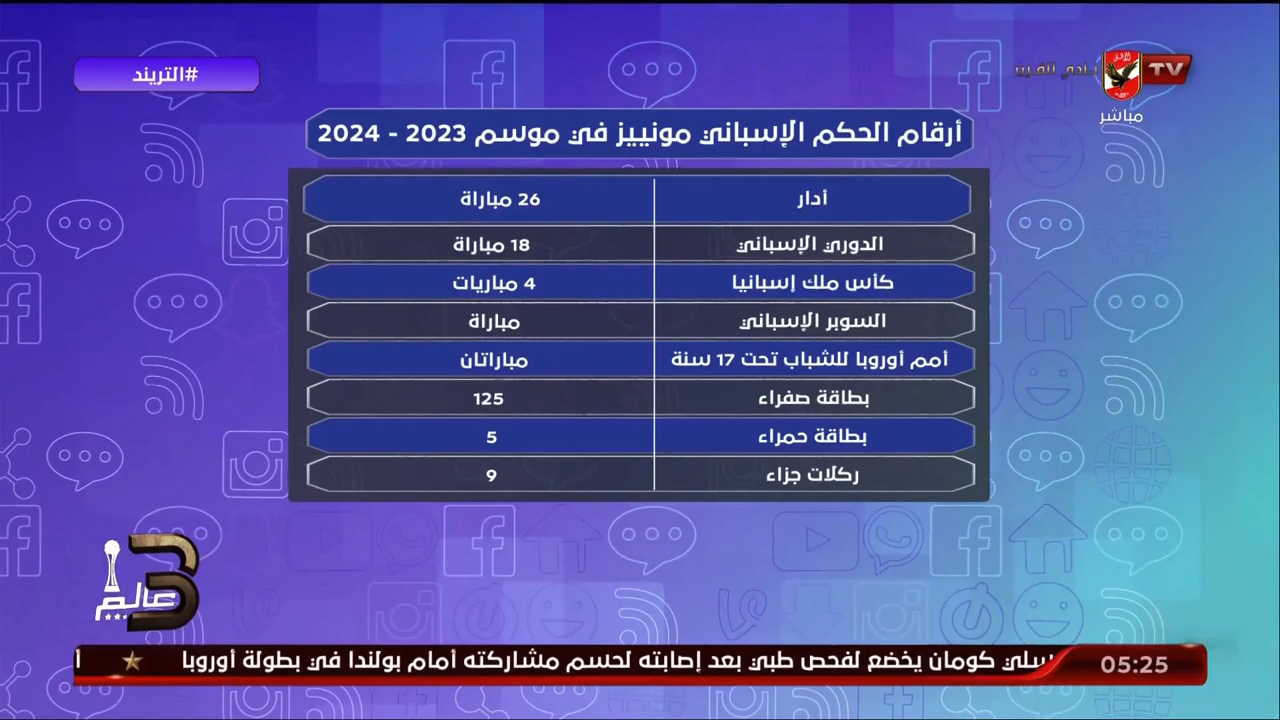 #التريند
نادي القرن
TV
مباشر
أرقام الحكم الإسباني مونييز في موسم 2023 - 2024
أدار 26 مباراة
الدوري الإسباني 18 مباراة
كأس ملك إسبانيا 4 مباريات
السوبر الإسباني مباراة
أمم أوروبا للشباب تحت 17 سنة مباراتان
بطاقة صفراء 125
بطاقة حمراء 5
ركلات جزاء 9
3
عالم
05:25
كومان يخضع لفحص طبي بعد إصابته لحسم مشاركته أمام بولندا في بطولة أوروبا